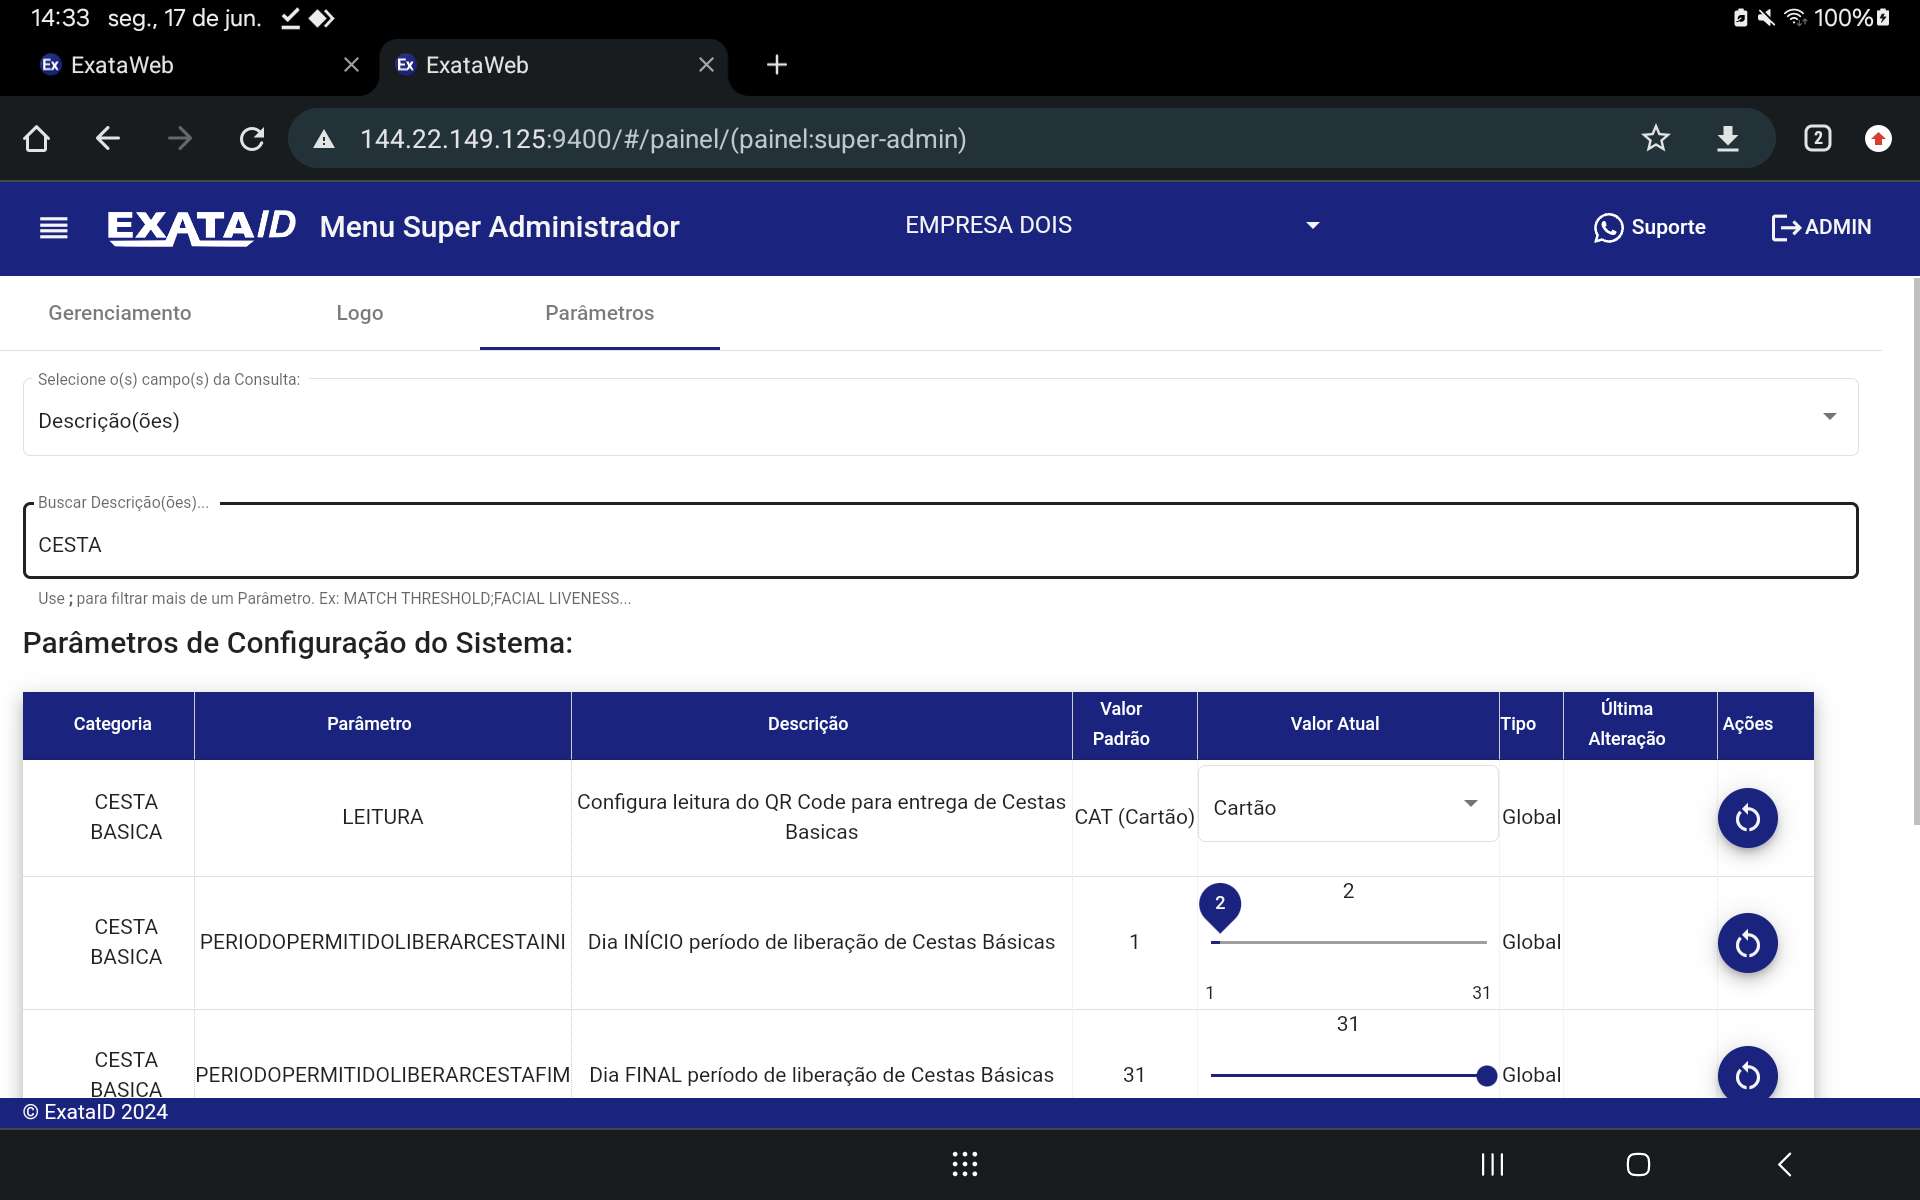 14:33 seg., 17 de jun. 100%
Ex ExataWeb Ex ExataWeb
144.22.149.125:9400/#/painel/(painel:super-admin) 2
EXATAID Menu Super Administrador EMPRESA DOIS Suporte ADMIN
Gerenciamento Logo Parâmetros
Selecione o(s) campo(s) da Consulta:
Descrição(ões)
Buscar Descrição(ões)...
CESTA
Use ; para filtrar mais de um Parâmetro. Ex: MATCH THRESHOLD;FACIAL LIVENESS...
Parâmetros de Configuração do Sistema:
Categoria Parâmetro Descrição Valor Padrão Valor Atual Tipo Última Alteração Ações
CESTA BASICA LEITURA Configura leitura do QR Code para entrega de Cestas Basicas CAT (Cartão) Cartão Global
CESTA BASICA PERIODOPERMITIDOLIBERARCESTAINI Dia INÍCIO período de liberação de Cestas Básicas 1 2 2 1 31 Global
CESTA BASICA PERIODOPERMITIDOLIBERARCESTAFIM Dia FINAL período de liberação de Cestas Básicas 31 31 Global
© ExataID 2024